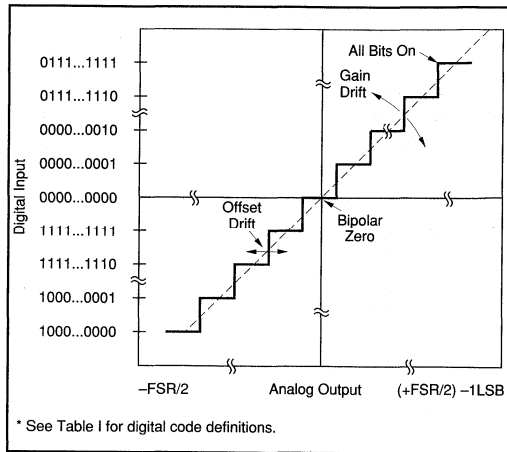 All Bits On
0111...1111
Gain
Drift
0111...1110
0000...0010
0000...0001
Digital Input
0000...0000
Offset
Drift
Bipolar
Zero
1111...1111
1111...1110
1000...0001
1000...0000
–FSR/2 Analog Output (+FSR/2) –1LSB
* See Table I for digital code definitions.